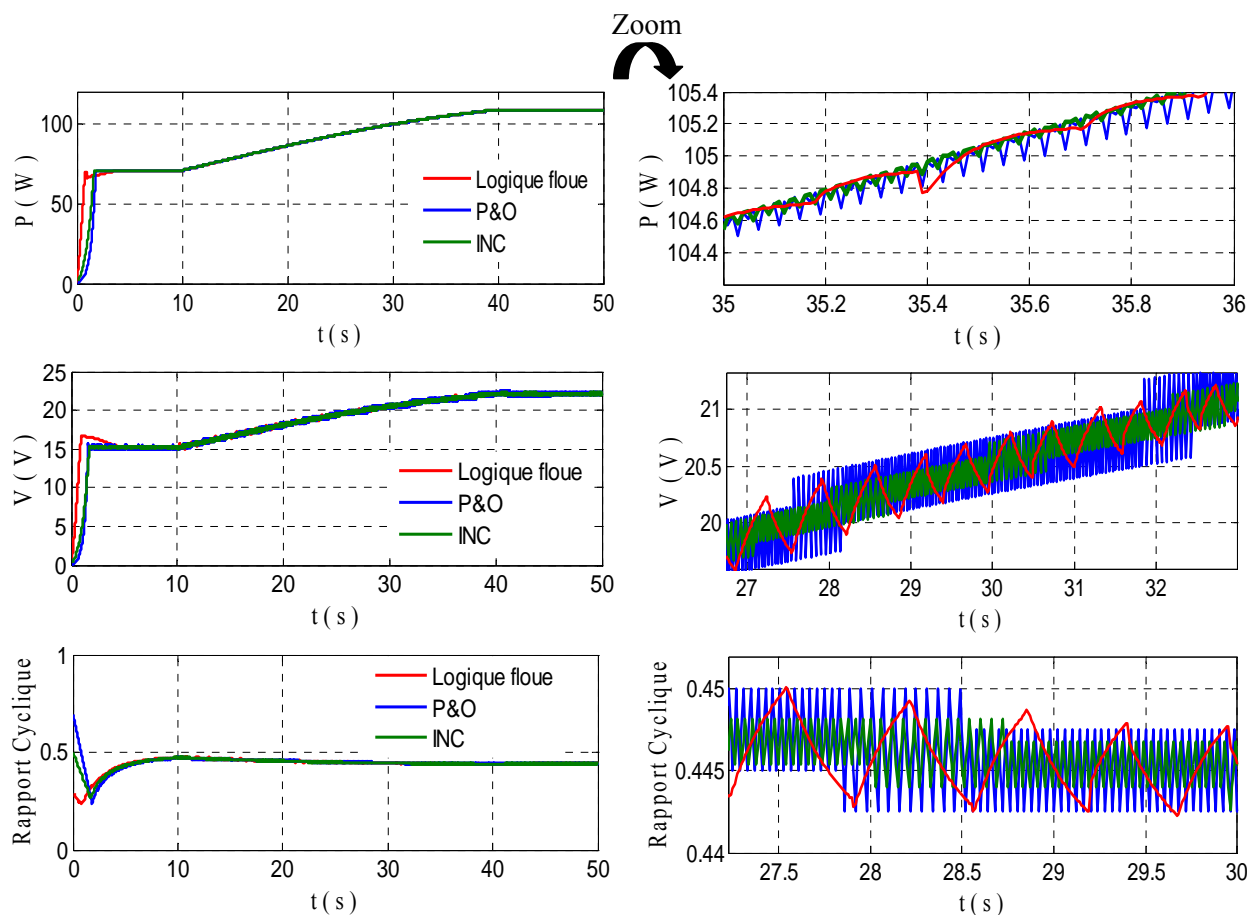 Zoom
P ( W )
100
50
0
0
10
20
30
40
50
t ( s )
Logique floue
P&O
INC
P ( W )
105.4
105.2
105
104.8
104.6
104.4
35
35.2
35.4
35.6
35.8
36
t ( s )
V ( V )
25
20
15
10
5
0
0
10
20
30
40
50
t ( s )
Logique floue
P&O
INC
V ( V )
21
20.5
20
27
28
29
30
31
32
t ( s )
Rapport Cyclique
1
0.5
0
0
10
20
30
40
50
t ( s )
Logique floue
P&O
INC
Rapport Cyclique
0.45
0.445
0.44
27.5
28
28.5
29
29.5
30
t ( s )